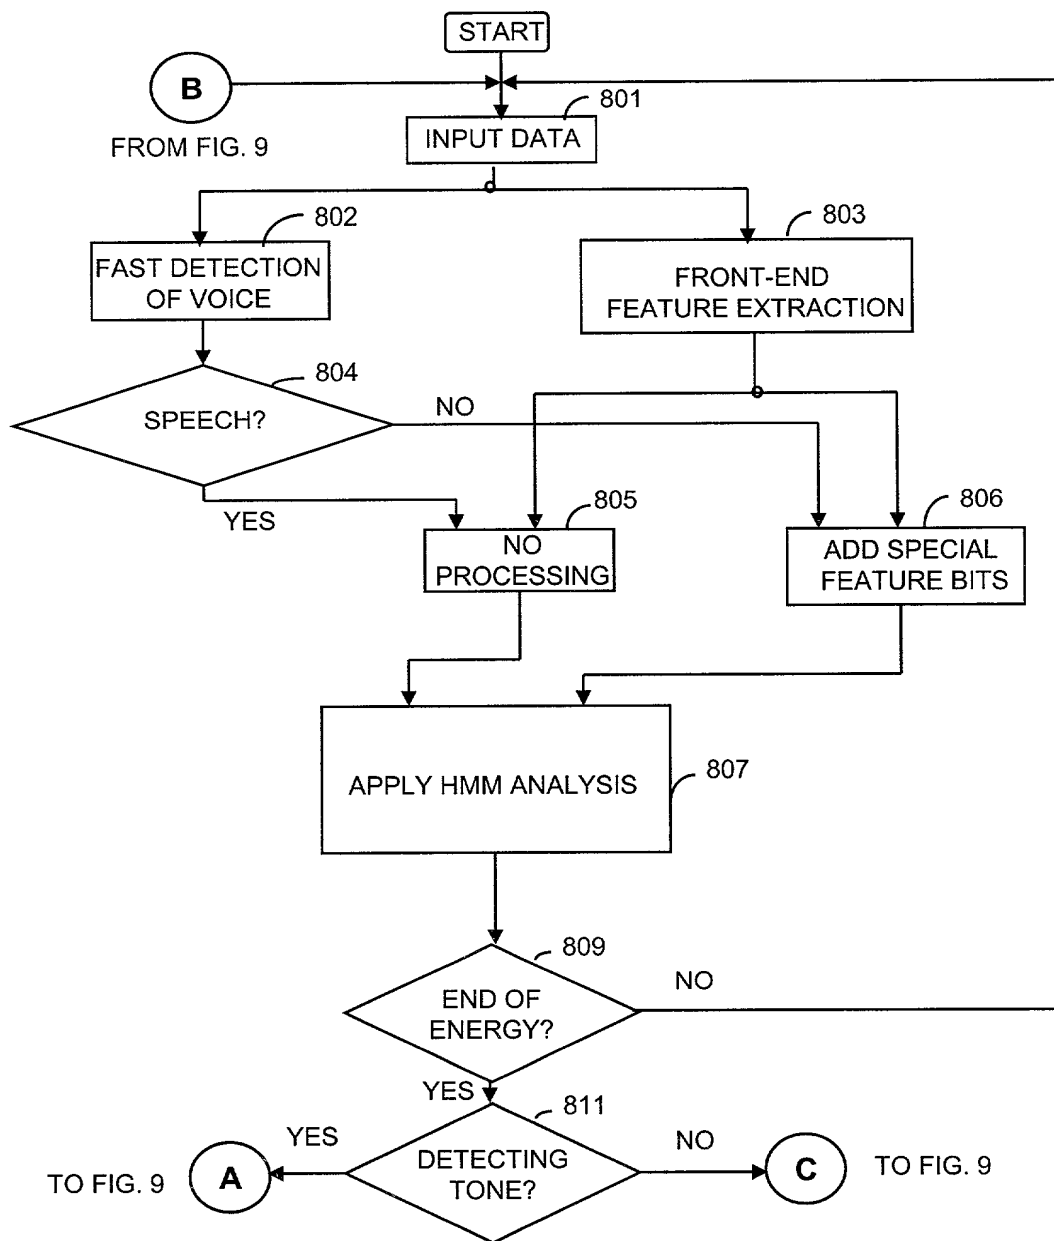 START
B
801
FROM FIG. 9
INPUT DATA
802
803
FAST DETECTION
OF VOICE
FRONT-END
FEATURE EXTRACTION
804
SPEECH?
NO
YES
805
806
NO
PROCESSING
ADD SPECIAL
FEATURE BITS
807
APPLY HMM ANALYSIS
809
NO
END OF
ENERGY?
YES
811
YES
NO
DETECTING
TONE?
TO FIG. 9
A
C
TO FIG. 9